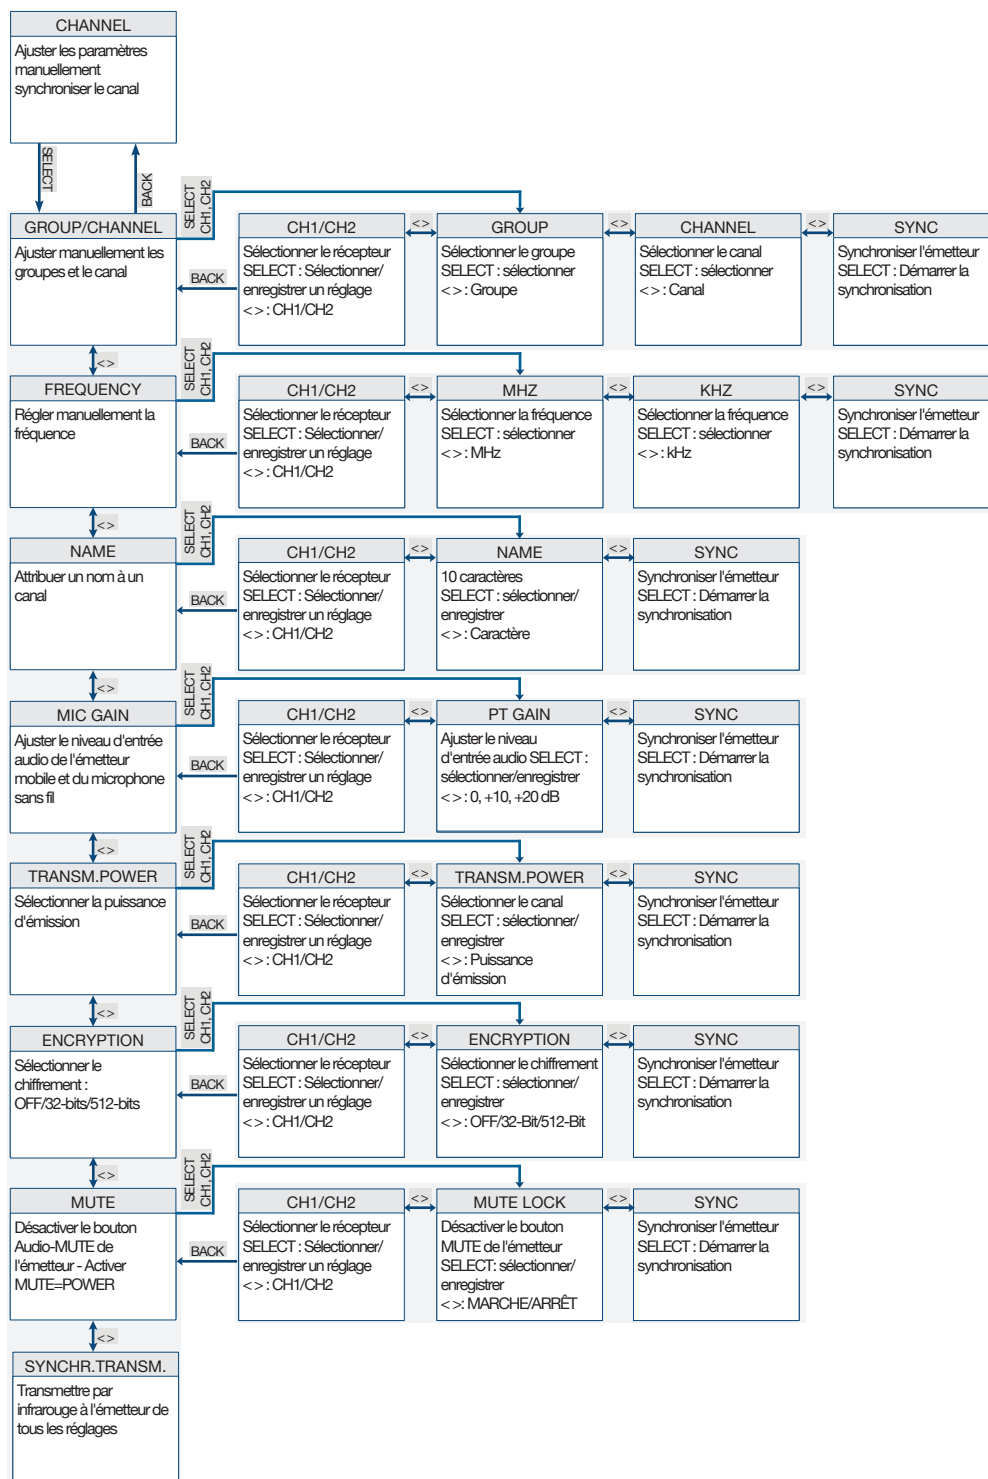 CHANNEL
Ajuster les paramètres
manuellement
synchroniser le canal
SELECT
BACK
SELECT
CH1, CH2
GROUP/CHANNEL
Ajuster manuellement les
groupes et le canal
BACK
CH1/CH2
Sélectionner le récepteur
SELECT : Sélectionner/
enregistrer un réglage
<> : CH1/CH2
<>
GROUP
Sélectionner le groupe
SELECT : sélectionner
<> : Groupe
<>
CHANNEL
Sélectionner le canal
SELECT : sélectionner
<> : Canal
<>
SYNC
Synchroniser l'émetteur
SELECT : Démarrer la
synchronisation
<>
SELECT
CH1, CH2
FREQUENCY
Régler manuellement la
fréquence
BACK
CH1/CH2
Sélectionner le récepteur
SELECT : Sélectionner/
enregistrer un réglage
<> : CH1/CH2
<>
MHZ
Sélectionner la fréquence
SELECT : sélectionner
<> : MHz
<>
KHZ
Sélectionner la fréquence
SELECT : sélectionner
<> : kHz
<>
SYNC
Synchroniser l'émetteur
SELECT : Démarrer la
synchronisation
<>
SELECT
CH1, CH2
NAME
Attribuer un nom à un
canal
BACK
CH1/CH2
Sélectionner le récepteur
SELECT : Sélectionner/
enregistrer un réglage
<> : CH1/CH2
<>
NAME
10 caractères
SELECT : sélectionner/
enregistrer
<> : Caractère
<>
SYNC
Synchroniser l'émetteur
SELECT : Démarrer la
synchronisation
<>
SELECT
CH1, CH2
MIC GAIN
Ajuster le niveau d'entrée
audio de l'émetteur
mobile et du microphone
sans fil
BACK
CH1/CH2
Sélectionner le récepteur
SELECT : Sélectionner/
enregistrer un réglage
<> : CH1/CH2
<>
PT GAIN
Ajuster le niveau
d'entrée audio SELECT :
sélectionner/enregistrer
<> : 0, +10, +20 dB
<>
SYNC
Synchroniser l'émetteur
SELECT : Démarrer la
synchronisation
<>
SELECT
CH1, CH2
TRANSM.POWER
Sélectionner la puissance
d'émission
BACK
CH1/CH2
Sélectionner le récepteur
SELECT : Sélectionner/
enregistrer un réglage
<> : CH1/CH2
<>
TRANSM.POWER
Sélectionner le canal
SELECT : sélectionner/
enregistrer
<> : Puissance
d'émission
<>
SYNC
Synchroniser l'émetteur
SELECT : Démarrer la
synchronisation
<>
SELECT
CH1, CH2
ENCRYPTION
Sélectionner le
chiffrement :
OFF/32-bits/512-bits
BACK
CH1/CH2
Sélectionner le récepteur
SELECT : Sélectionner/
enregistrer un réglage
<> : CH1/CH2
<>
ENCRYPTION
Sélectionner le chiffrement
SELECT : sélectionner/
enregistrer
<> : OFF/32-Bit/512-Bit
<>
SYNC
Synchroniser l'émetteur
SELECT : Démarrer la
synchronisation
<>
SELECT
CH1, CH2
MUTE
Désactiver le bouton
Audio-MUTE de
l'émetteur - Activer
MUTE=POWER
BACK
CH1/CH2
Sélectionner le récepteur
SELECT : Sélectionner/
enregistrer un réglage
<> : CH1/CH2
<>
MUTE LOCK
Désactiver le bouton
MUTE de l'émetteur
SELECT: sélectionner/
enregistrer
<>: MARCHE/ARRÊT
<>
SYNC
Synchroniser l'émetteur
SELECT : Démarrer la
synchronisation
<>
SYNCHR.TRANSM.
Transmettre par
infrarouge à l'émetteur de
tous les réglages